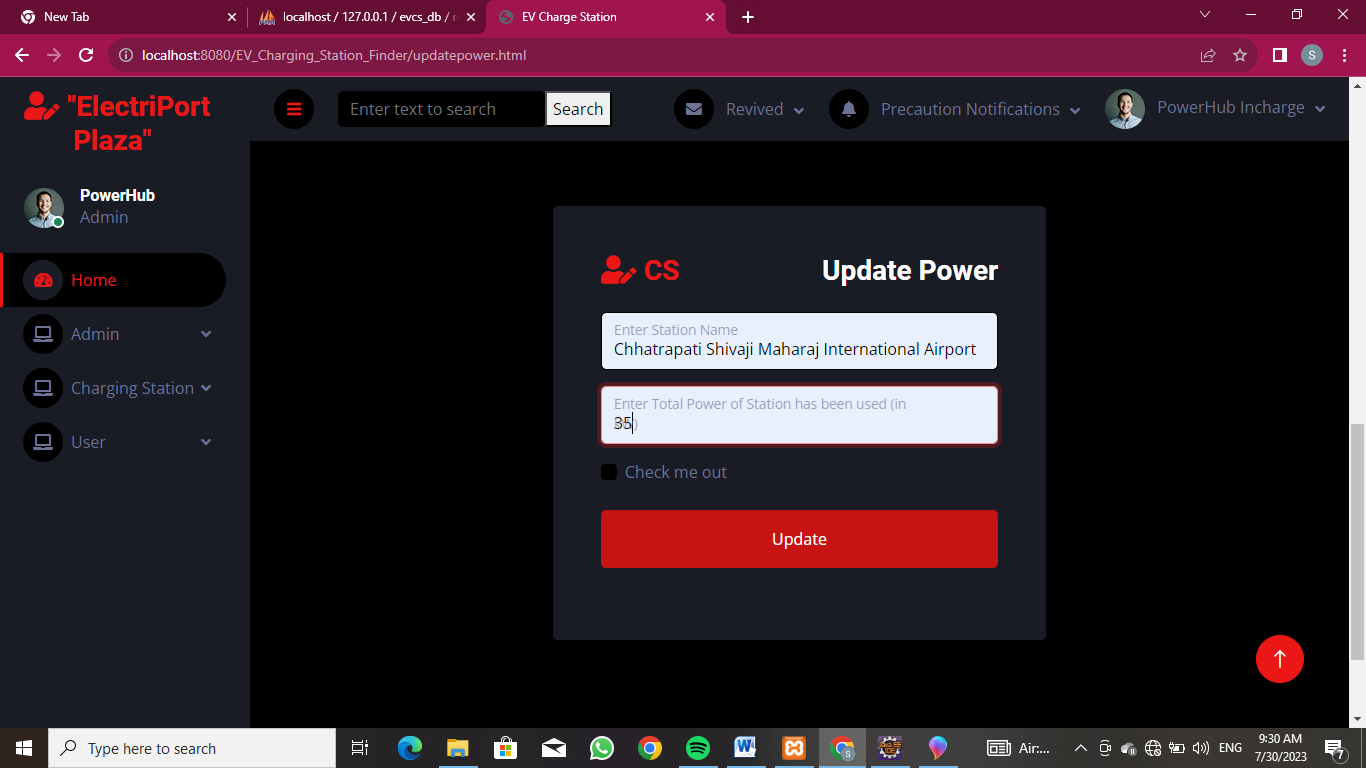 New Tab
localhost / 127.0.0.1 / evcs_db /
EV Charge Station
localhost:8080/EV_Charging_Station_Finder/updatepower.html
S
"ElectriPort
Plaza"
Enter text to search
Search
Revived
Precaution Notifications
PowerHub Incharge
PowerHub
Admin
Home
Admin
Charging Station
User
CS
Update Power
Enter Station Name
Chhatrapati Shivaji Maharaj International Airport
Enter Total Power of Station has been used (in
35
Check me out
Update
Type here to search
Air:...
ENG
9:30 AM
7/30/2023
7